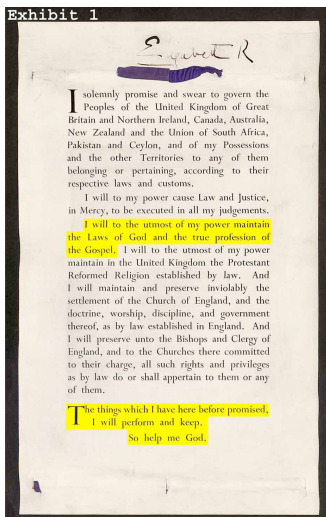 Exhibit 1
Elizabeth R
I solemnly promise and swear to govern the
Peoples of the United Kingdom of Great
Britain and Northern Ireland, Canada, Australia,
New Zealand and the Union of South Africa,
Pakistan and Ceylon, and of my Possessions
and the other Territories to any of them
belonging or pertaining, according to their
respective laws and customs.
I will to my power cause Law and Justice,
in Mercy, to be executed in all my judgements.
I will to the utmost of my power maintain
the Laws of God and the true profession of
the Gospel. I will to the utmost of my power
maintain in the United Kingdom the Protestant
Reformed Religion established by law. And
I will maintain and preserve inviolably the
settlement of the Church of England, and the
doctrine, worship, discipline, and government
thereof, as by law established in England. And
I will preserve unto the Bishops and Clergy of
England, and to the Churches there committed
to their charge, all such rights and privileges
as by law do or shall appertain to them or any
of them.
The things which I have here before promised,
I will perform and keep.
So help me God.